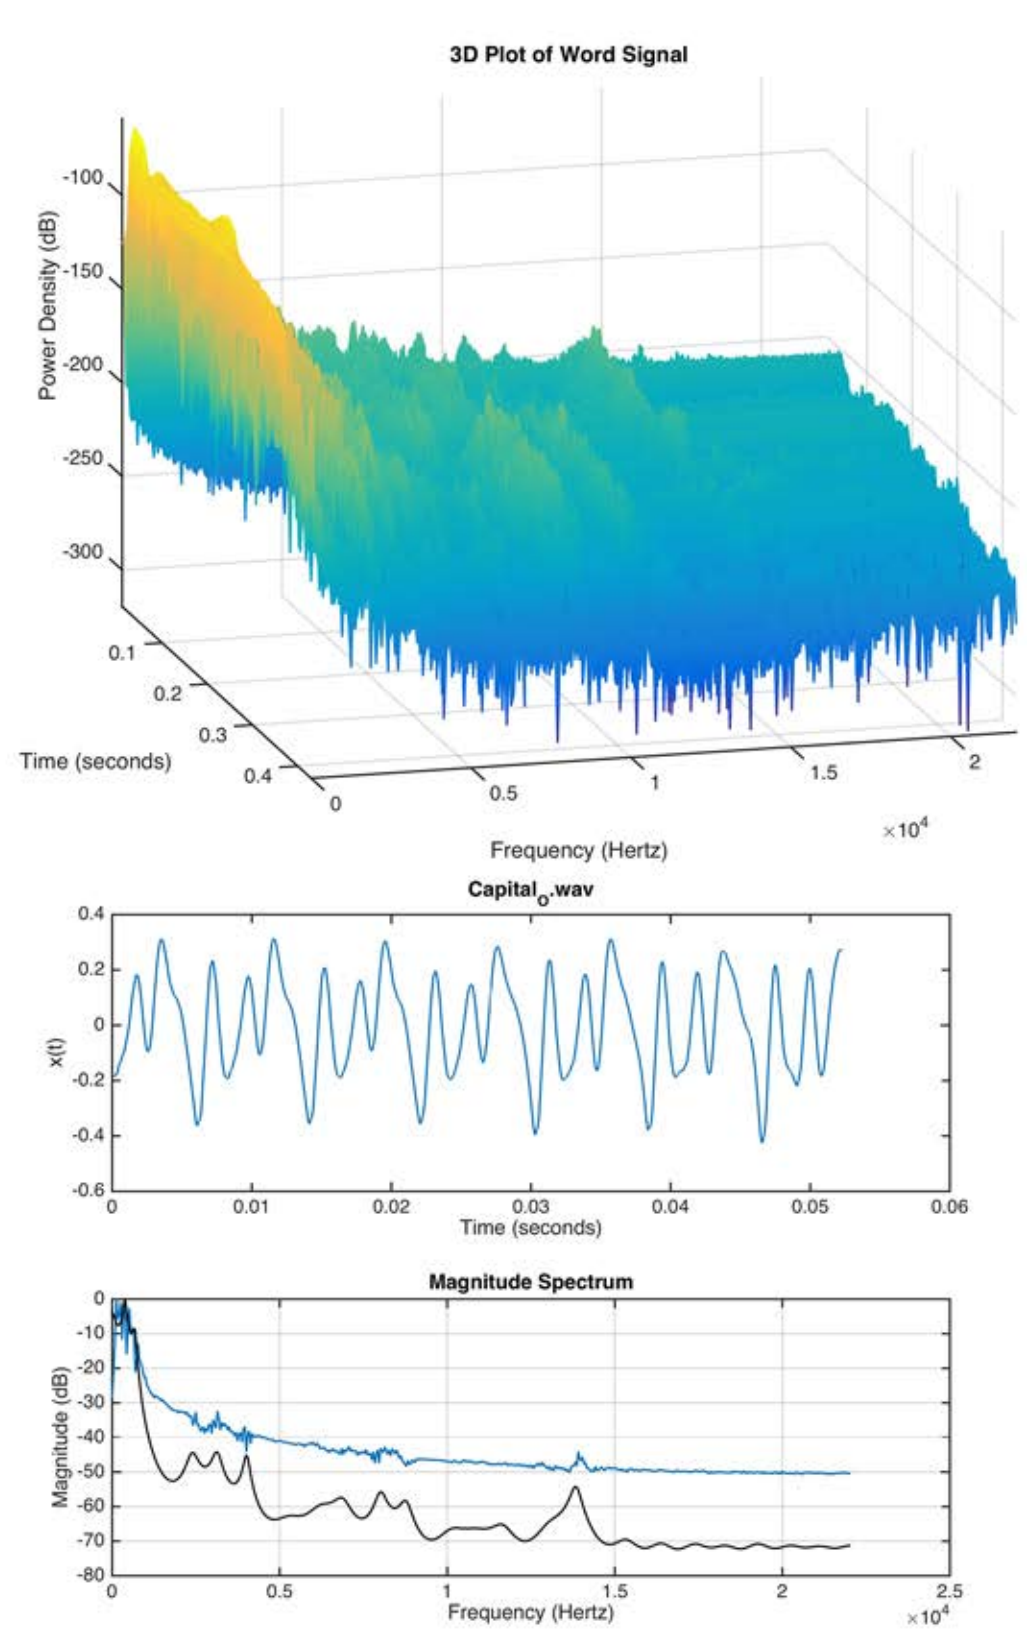 3D Plot of Word Signal
-100
-150
-200
-250
-300
Power Density (dB)
0.1
0.2
0.3
0.4
Time (seconds)
0
0.5
1
1.5
2
×10^4
Frequency (Hertz)
Capital_O.wav
0.4
0.2
0
-0.2
-0.4
-0.6
x(t)
0 0.01 0.02 0.03 0.04 0.05 0.06
Time (seconds)
Magnitude Spectrum
0
-10
-20
-30
-40
-50
-60
-70
-80
Magnitude (dB)
0 0.5 1 1.5 2 2.5
Frequency (Hertz)
×10^4